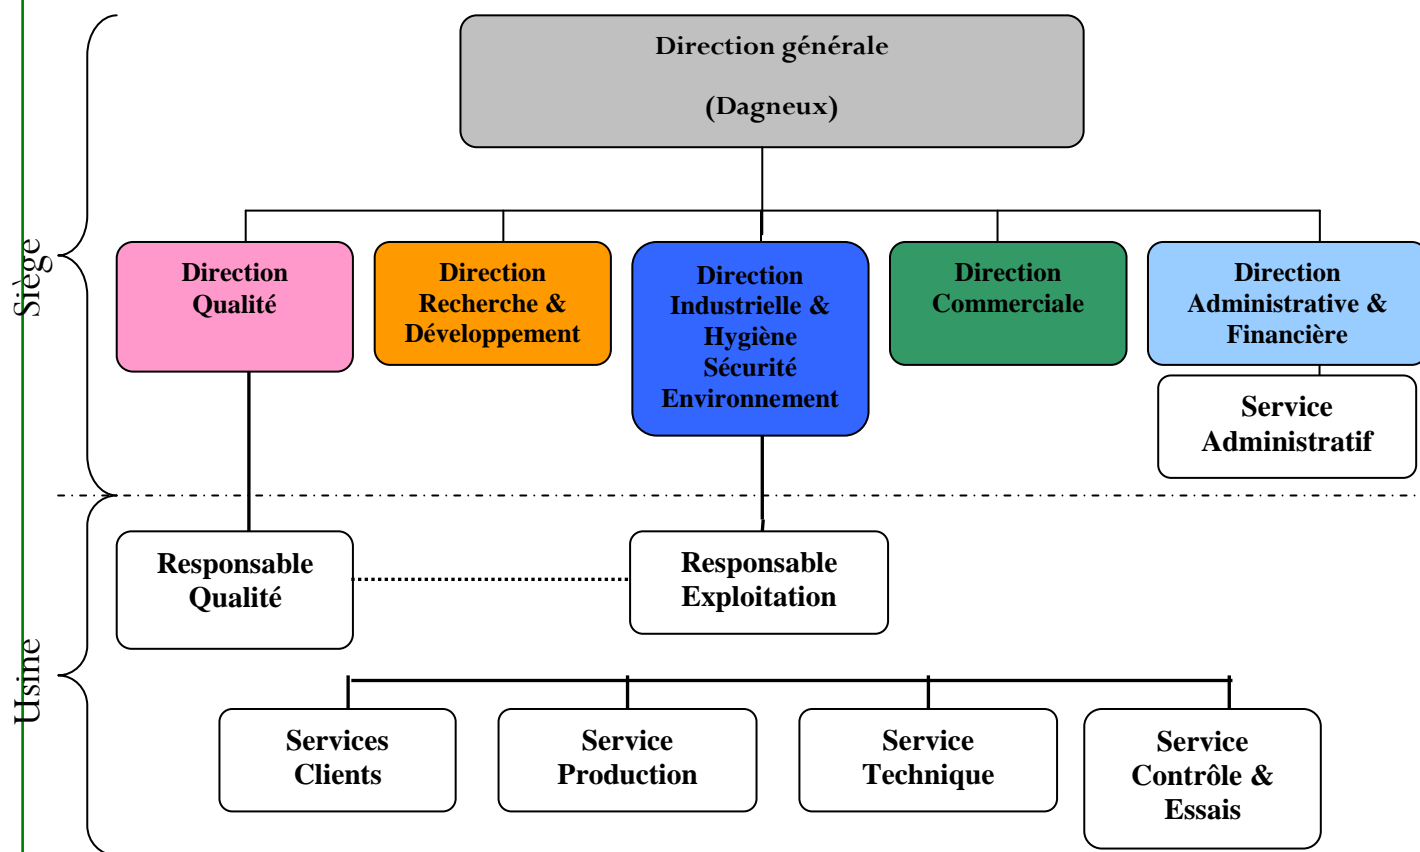 Direction générale
(Dagneux)
Siège
Direction
Qualité
Direction
Recherche &
Développement
Direction
Industrielle &
Hygiène
Sécurité
Environnement
Direction
Commerciale
Direction
Administrative &
Financière
Service
Administratif
Usine
Responsable
Qualité
Responsable
Exploitation
Services
Clients
Service
Production
Service
Technique
Service
Contrôle &
Essais